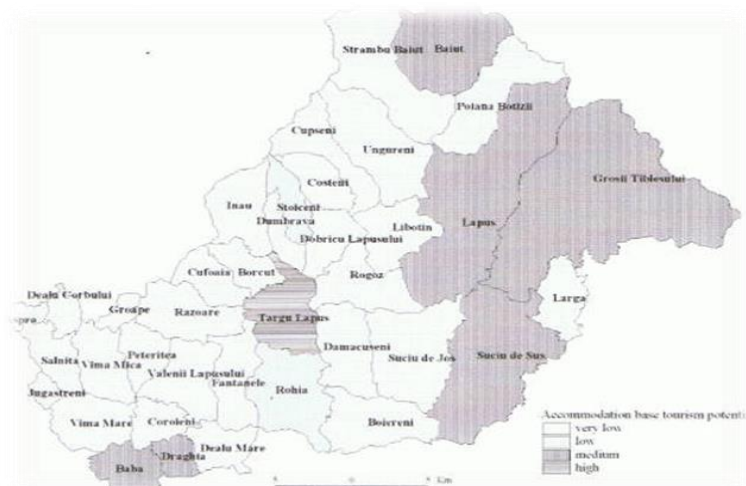 Strambu Baiut Baiut
Poiana Botizii
Cupseni
Ungureni
Costeni
Grosii Tiblesului
Inau
Stoiceni
Dumbrava
Libotin
Lapus
Dobricu Lapusului
Cufoaia Borcut
Rogoz
Dealu Corbului
Larga
Groape
Razoare
Targu Lapus
Damacuseni
Salnita
Vima Mica
Peteritea
Suciu de Jos
Suciu de Sus
Valenii Lapusului
Fantanele
Rohia
Jugastreni
Vima Mare
Coroieni
Boiereni
Dealu Mare
Draghia
Baba
Accommodation base tourism potenti
very low
low
medium
high
5 0 5 Km